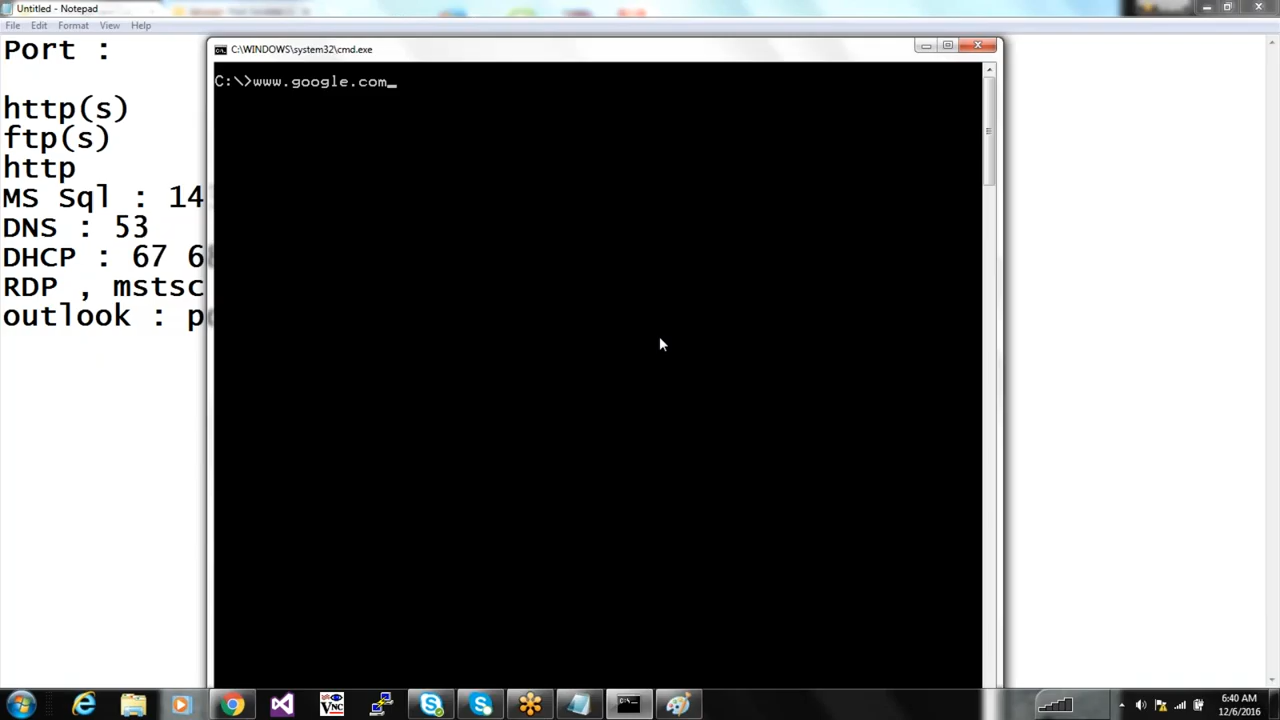 Untitled - Notepad
File Edit Format View Help
Port :
http(s)
ftp(s)
http
MS Sql : 14
DNS : 53
DHCP : 67 6
RDP , mstsc
outlook : p
C:\WINDOWS\system32\cmd.exe
C:\>www.google.com_
VNC
6:40 AM
12/6/2016